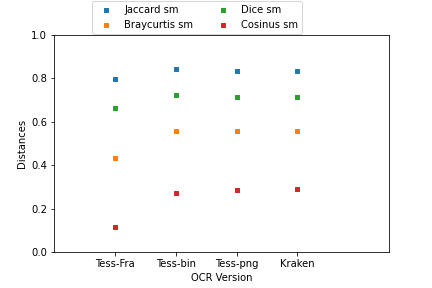 Jaccard sm Dice sm
Braycurtis sm Cosinus sm
1.0
0.8
0.6
0.4
0.2
0.0
Distances
Tess-Fra Tess-bin Tess-png Kraken
OCR Version